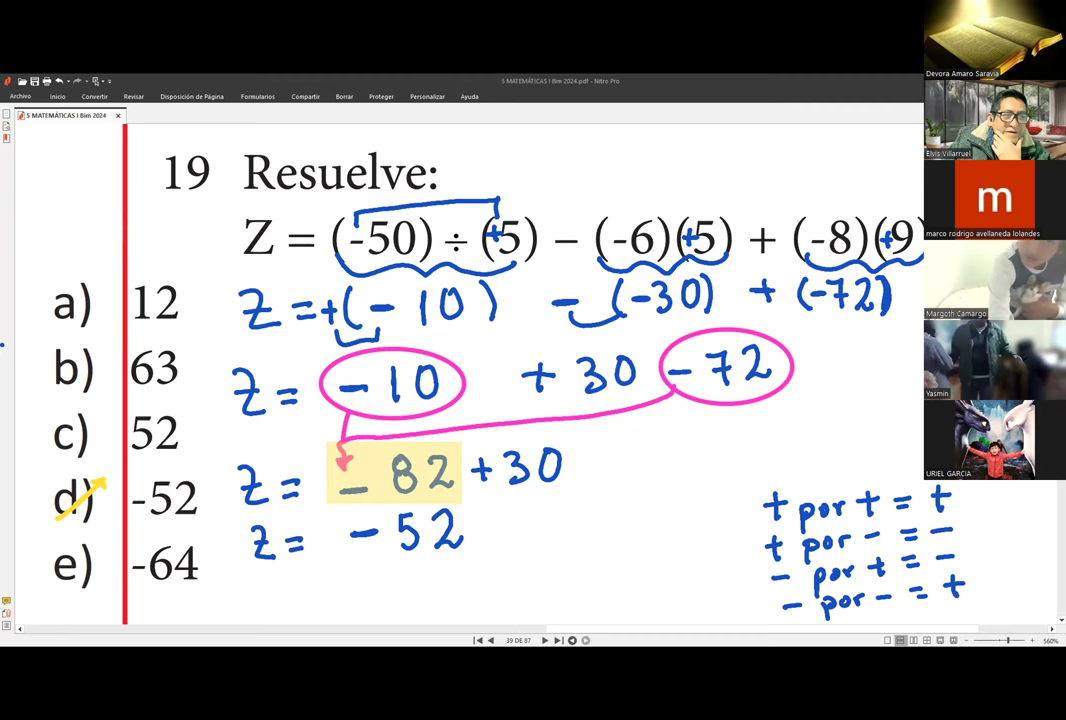 5 MATEMÁTICAS I Bim 2024.pdf - Nitro Pro
Archivo Inicio Convertir Revisar Disposición de Página Formularios Compartir Borrar Proteger Personalizar Ayuda
5 MATEMÁTICAS I Bim 2024 ×
19 Resuelve:
Z = (-50) ÷ (+5) – (-6)(+5) + (-8)(+9
Z = +(-10) - (-30) + (-72)
Z = -10 + 30 -72
Z = -82 +30
Z = -52
a) 12
b) 63
c) 52
d) -52
e) -64
+ por + = +
+ por - = -
- por + = -
- por - = +
Devora Amaro Saravia
Elvis Villarruel
m
marco rodrigo avellaneda lolandes
Margoth Camargo
Yasmin
URIEL GARCIA
39 DE 87
560%